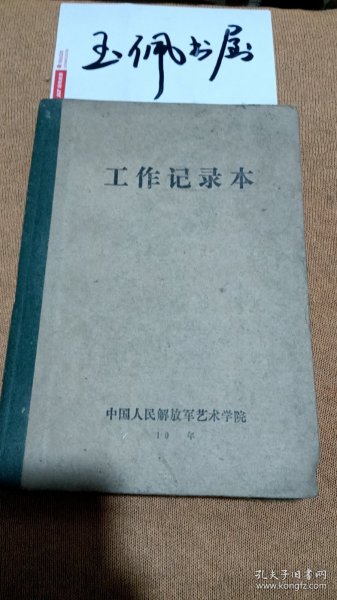 玉佩书屋
工作记录本
中国人民解放军艺术学院
19 年
孔夫子旧书网
www.kongfz.com